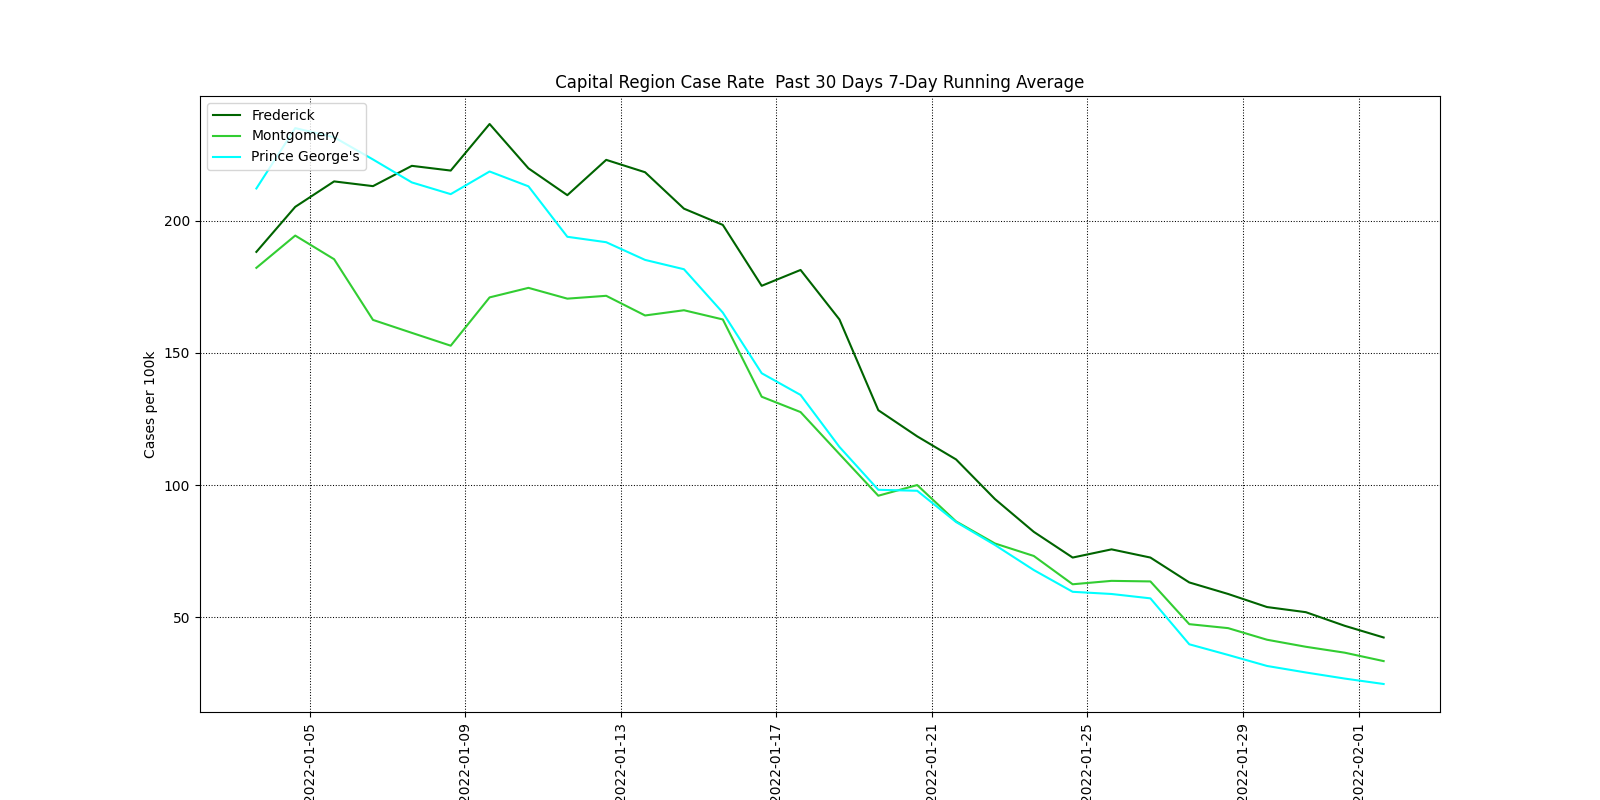 Capital Region Case Rate  Past 30 Days 7-Day Running Average
Frederick
Montgomery
Prince George's
Cases per 100k
200
150
100
50
2022-01-05
2022-01-09
2022-01-13
2022-01-17
2022-01-21
2022-01-25
2022-01-29
2022-02-01